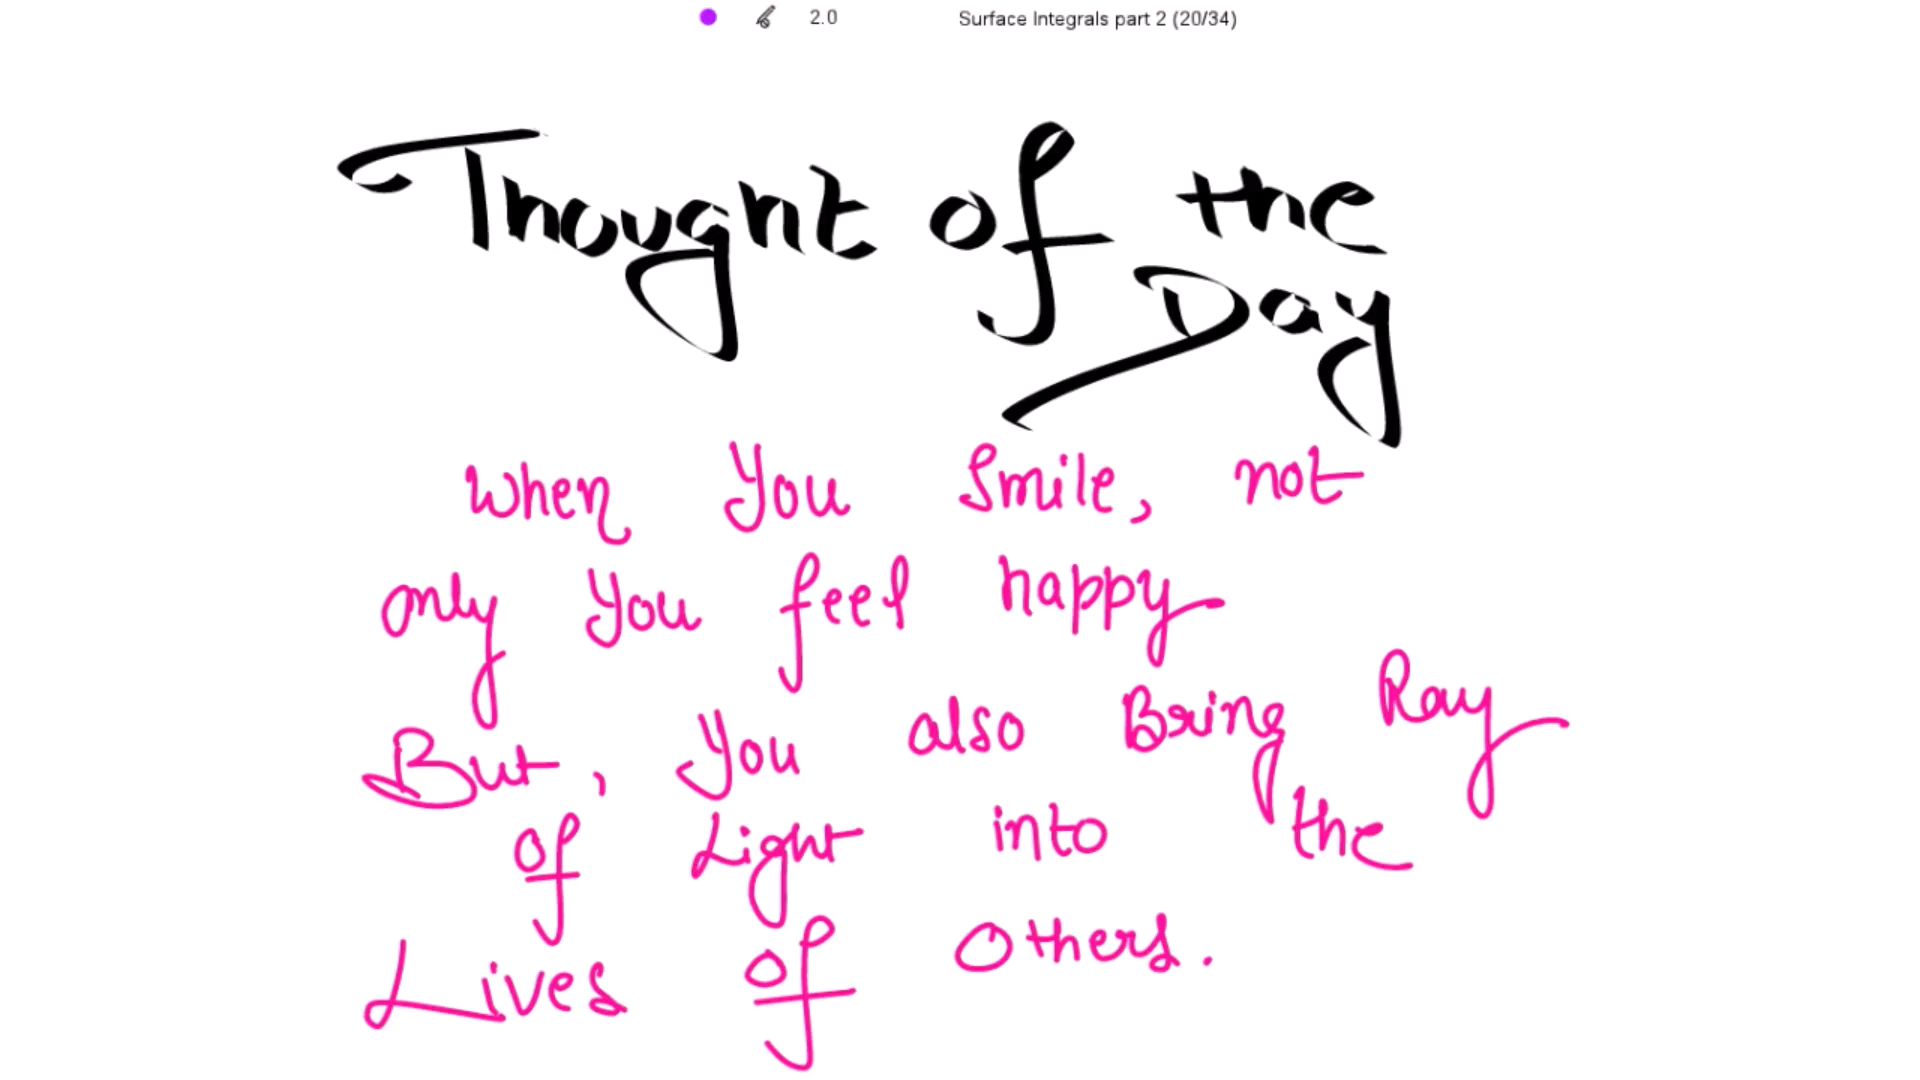 2.0 Surface Integrals part 2 (20/34)
Thought of the
Day
When You Smile, not
only You feel happy
But, You also Bring Ray
of Light into the
Lives of Others.